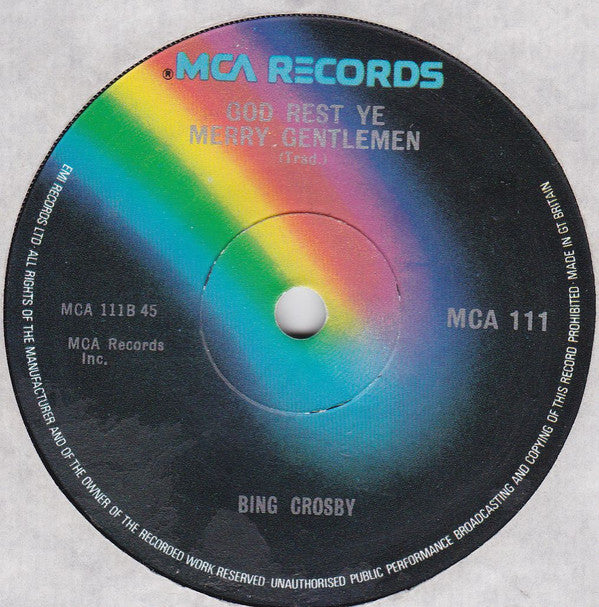 ®MCA RECORDS
GOD REST YE
MERRY GENTLEMEN
(Trad.)
MCA 111B 45
MCA Records
Inc.
MCA 111
BING CROSBY
EMI RECORDS LTD ALL RIGHTS OF THE MANUFACTURER AND OF THE OWNER OF THE RECORDED WORK RESERVED · UNAUTHORISED PUBLIC PERFORMANCE BROADCASTING AND COPYING OF THIS RECORD PROHIBITED · MADE IN GT BRITAIN